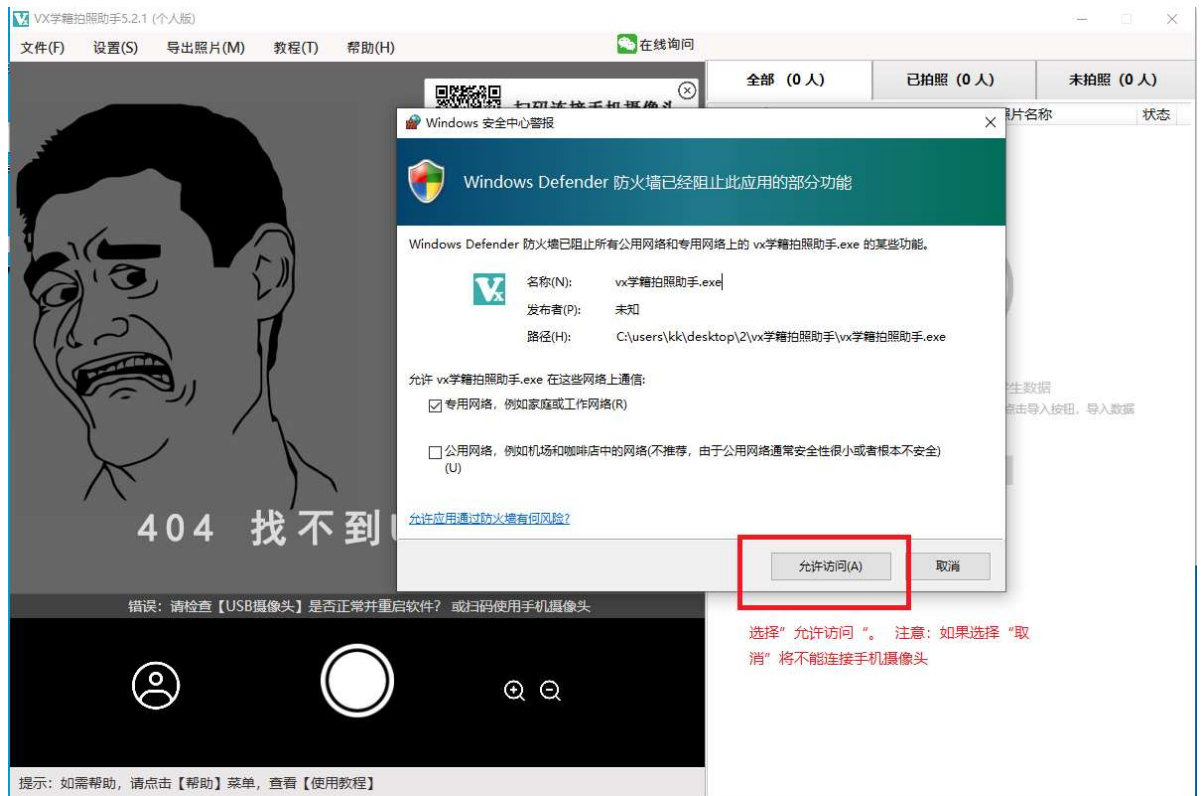 VX学籍拍照助手5.2.1 (个人版)
文件(F) 设置(S) 导出照片(M) 教程(T) 帮助(H) 在线询问
全部 (0 人) 已拍照 (0 人) 未拍照 (0 人)
片名称 状态
Windows 安全中心警报
Windows Defender 防火墙已经阻止此应用的部分功能
Windows Defender 防火墙已阻止所有公用网络和专用网络上的 vx学籍拍照助手.exe 的某些功能。
名称(N): vx学籍拍照助手.exe
发布者(P): 未知
路径(H): C:\users\kk\desktop\2\vx学籍拍照助手\vx学籍拍照助手.exe
允许 vx学籍拍照助手.exe 在这些网络上通信:
专用网络，例如家庭或工作网络(R)
公用网络，例如机场和咖啡店中的网络(不推荐，由于公用网络通常安全性很小或者根本不安全)
(U)
允许应用通过防火墙有何风险?
允许访问(A) 取消
生数据
点击导入按钮，导入数据
404 找不到
错误：请检查【USB摄像头】是否正常并重启软件？ 或扫码使用手机摄像头
选择”允许访问“。 注意：如果选择“取
消”将不能连接手机摄像头
提示：如需帮助，请点击【帮助】菜单，查看【使用教程】